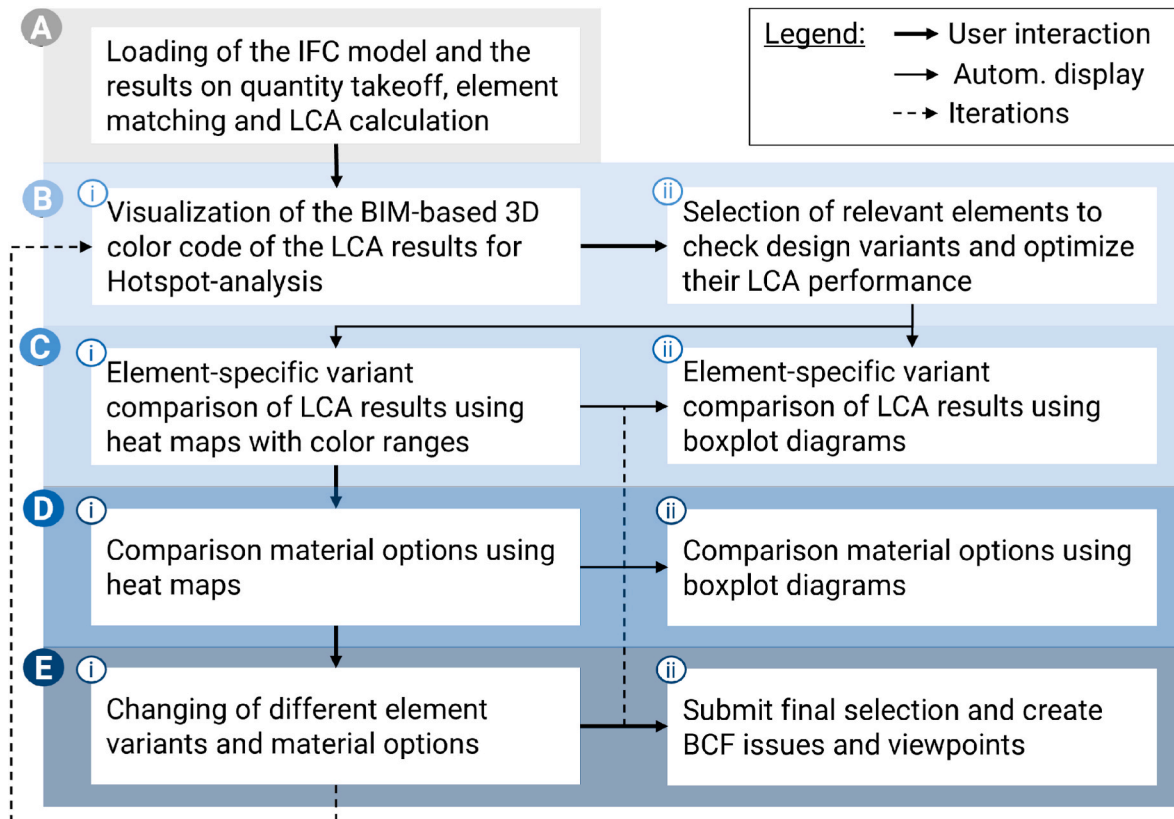 A
Loading of the IFC model and the
results on quantity takeoff, element
matching and LCA calculation
Legend:
User interaction
Autom. display
Iterations
B
i
Visualization of the BIM-based 3D
color code of the LCA results for
Hotspot-analysis
ii
Selection of relevant elements to
check design variants and optimize
their LCA performance
C
i
Element-specific variant
comparison of LCA results using
heat maps with color ranges
ii
Element-specific variant
comparison of LCA results using
boxplot diagrams
D
i
Comparison material options using
heat maps
ii
Comparison material options using
boxplot diagrams
E
i
Changing of different element
variants and material options
ii
Submit final selection and create
BCF issues and viewpoints